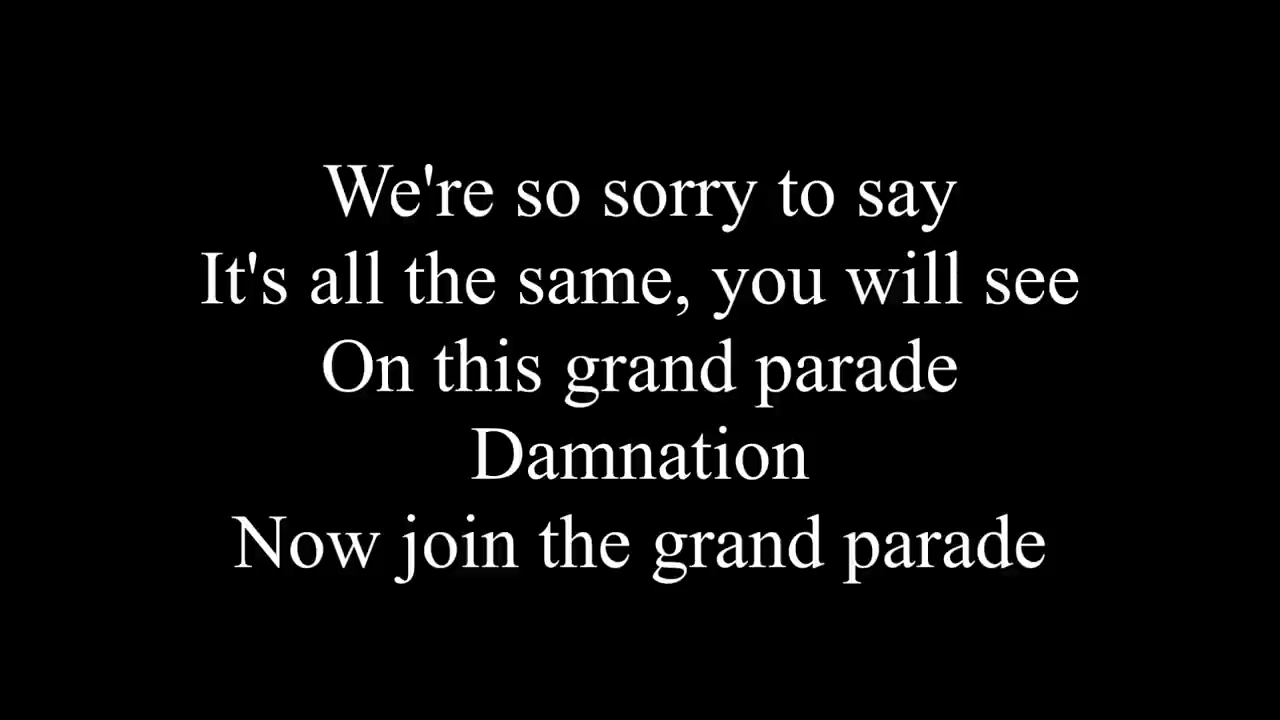 We're so sorry to say
It's all the same, you will see
On this grand parade
Damnation
Now join the grand parade